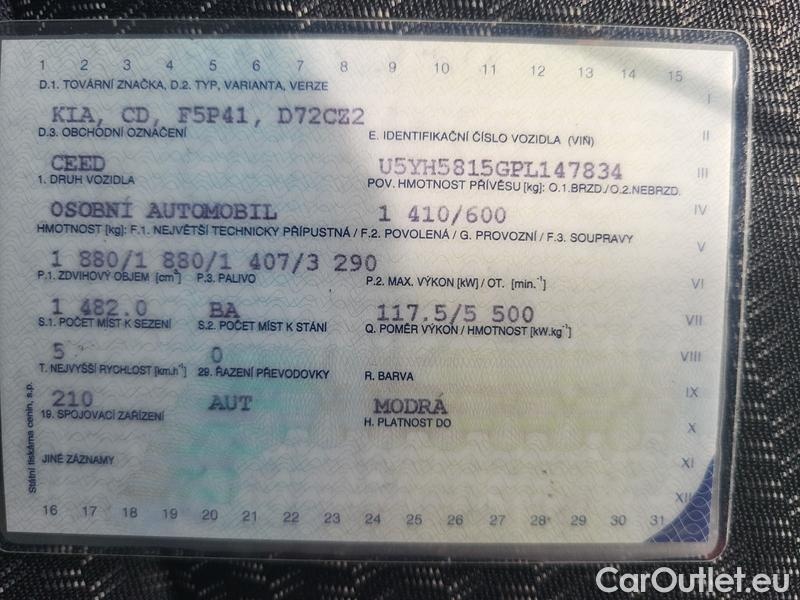 1 2 3 4 5 6 7 8 9 10 11 12 13 14 15
D.1. TOVÁRNÍ ZNAČKA, D.2. TYP, VARIANTA, VERZE
I
KIA, CD, F5P41, D72CZ2
D.3. OBCHODNÍ OZNAČENÍ E. IDENTIFIKAČNÍ ČÍSLO VOZIDLA (VIN)
II
CEED U5YH5815GPL147834
III
1. DRUH VOZIDLA POV. HMOTNOST PŘÍVĚSU [kg]: O.1.BRZD./O.2.NEBRZD.
OSOBNÍ AUTOMOBIL 1 410/600
IV
HMOTNOST [kg]: F.1. NEJVĚTŠÍ TECHNICKY PŘÍPUSTNÁ / F.2. POVOLENÁ / G. PROVOZNÍ / F.3. SOUPRAVY
V
1 880/1 880/1 407/3 290
P.1. ZDVIHOVÝ OBJEM [cm³] P.3. PALIVO P.2. MAX. VÝKON [kW] / OT. [min.⁻¹]
VI
1 482.0 BA 117.5/5 500
VII
S.1. POČET MÍST K SEZENÍ S.2. POČET MÍST K STÁNÍ Q. POMĚR VÝKON / HMOTNOST [kW.kg⁻¹]
5 0
VIII
T. NEJVYŠŠÍ RYCHLOST [km.h⁻¹] 29. ŘAZENÍ PŘEVODOVKY R. BARVA
IX
210 AUT MODRÁ
19. SPOJOVACÍ ZAŘÍZENÍ H. PLATNOST DO
X
JINÉ ZÁZNAMY
XI
XII
Státní tiskárna cenin, s.p.
16 17 18 19 20 21 22 23 24 25 26 27 28 29 30 31
CarOutlet.eu